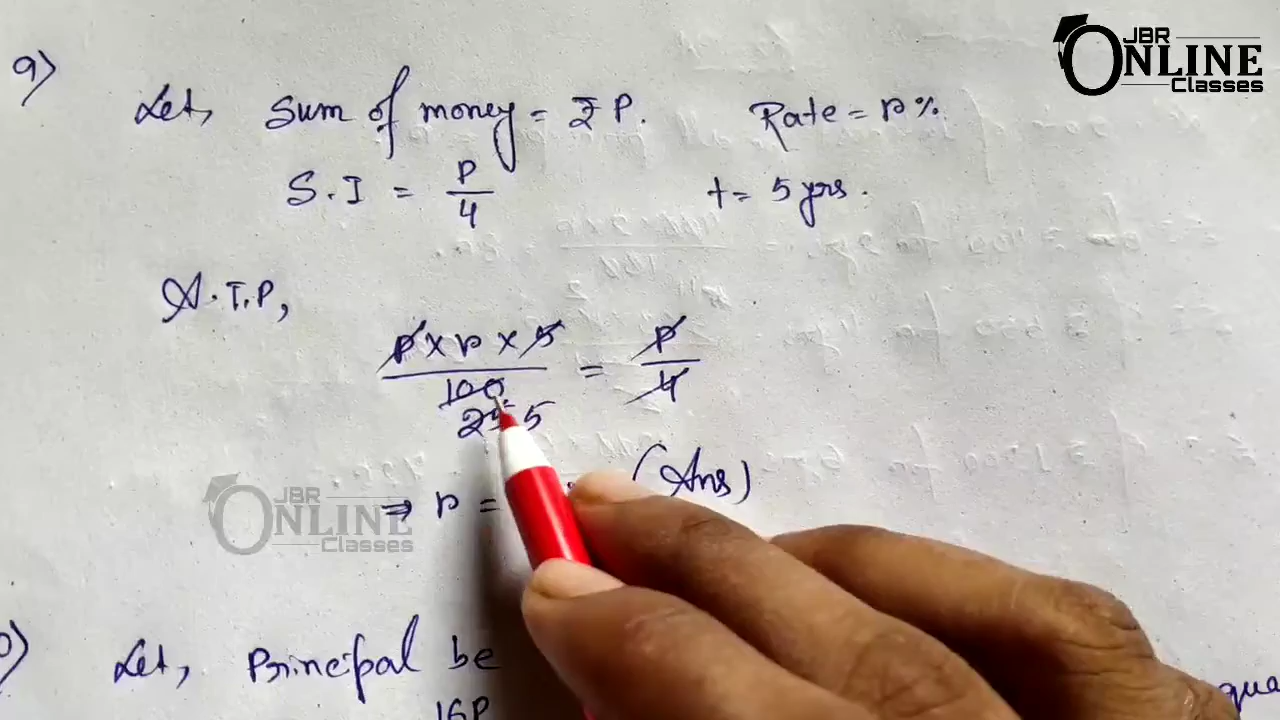 JBR
ONLINE
Classes
9)
Let, Sum of money = ₹ P. Rate = r %
S.I = P/4 t = 5 yrs.
A.T.P,
P × r × 5 / 100 = P/4
25 5
JBR
ONLINE
Classes
⇒ r = (Ans)
Let, Principal be
16P